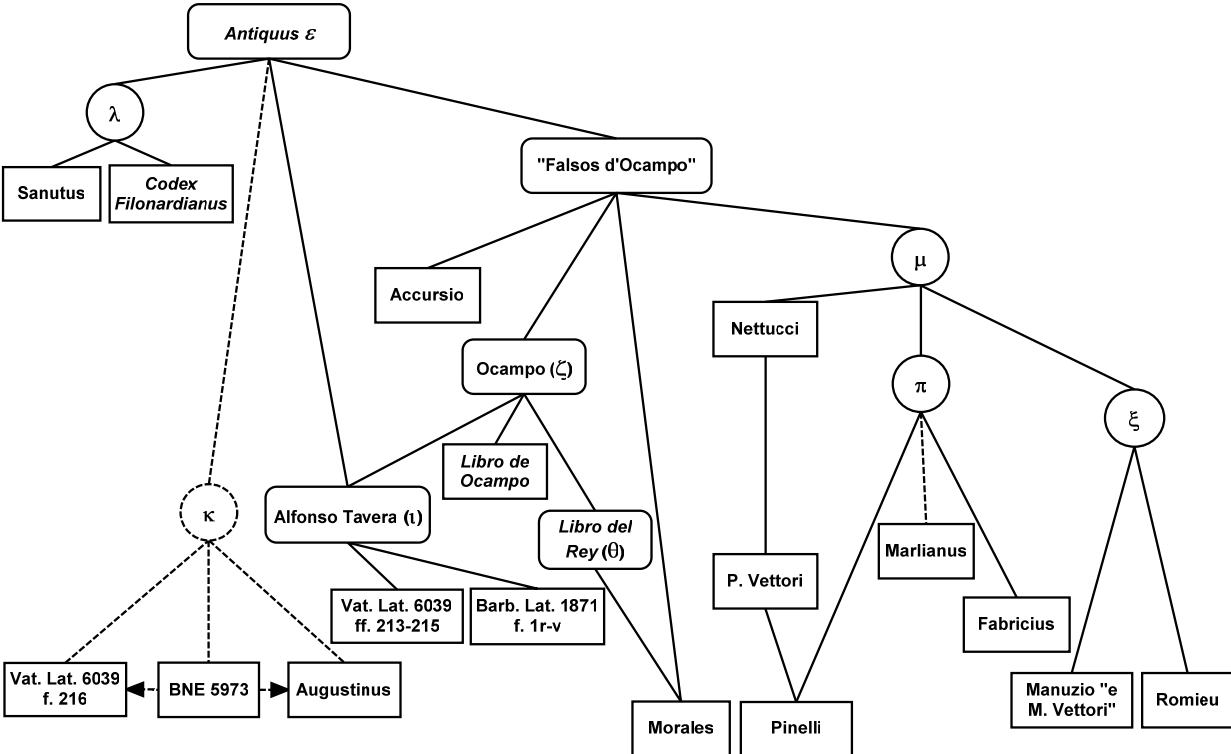 Antiquus ε
λ
Sanutus
Codex
Filonardianus
"Falsos d'Ocampo"
Accursio
μ
Nettucci
Ocampo (ζ)
π
ξ
Libro de
Ocampo
κ
Alfonso Tavera (ι)
Libro del
Rey (θ)
Marlianus
P. Vettori
Vat. Lat. 6039
ff. 213-215
Barb. Lat. 1871
f. 1r-v
Fabricius
Vat. Lat. 6039
f. 216
BNE 5973
Augustinus
Morales
Pinelli
Manuzio "e
M. Vettori"
Romieu